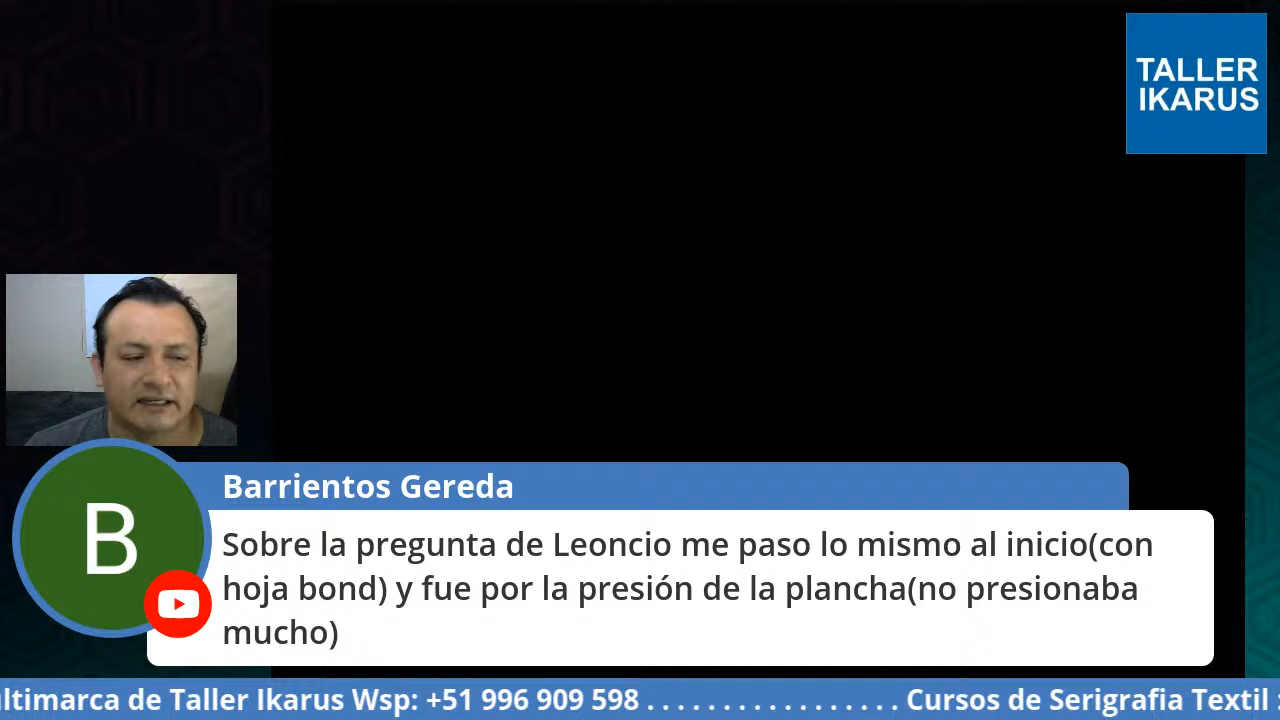 TALLER
IKARUS
B
Barrientos Gereda
Sobre la pregunta de Leoncio me paso lo mismo al inicio(con
hoja bond) y fue por la presión de la plancha(no presionaba
mucho)
ultimarca de Taller Ikarus Wsp: +51 996 909 598 . . . . . . . . . . . . . . . . . Cursos de Serigrafia Textil :